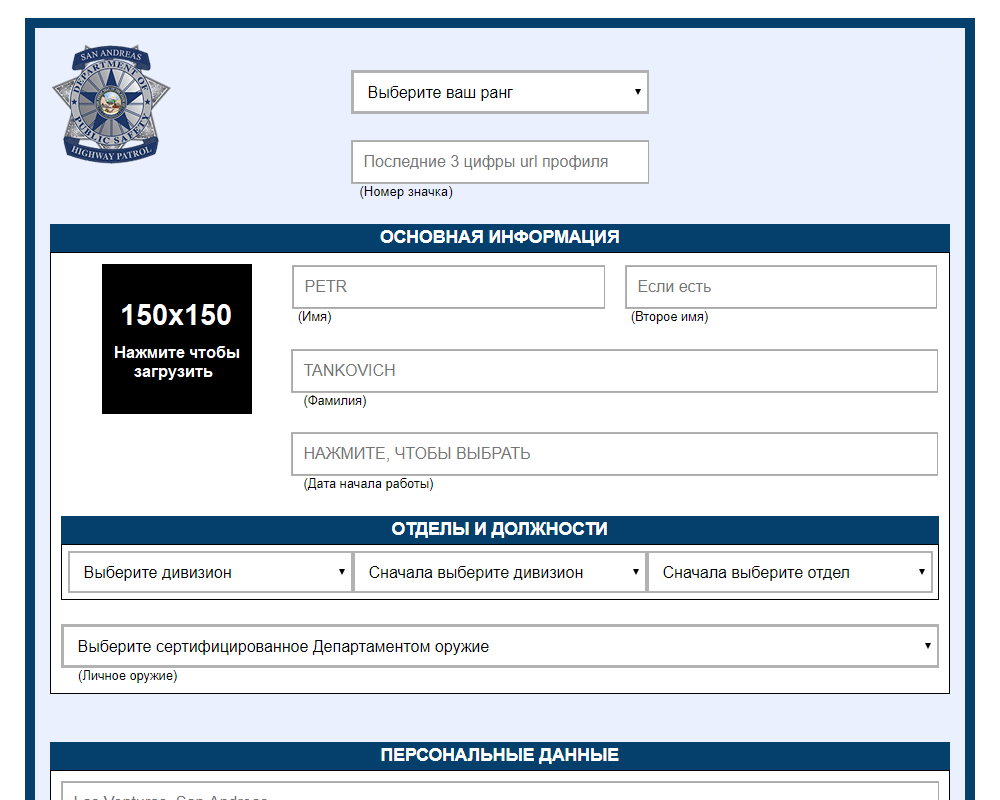 SAN ANDREAS
DEPARTMENT OF
PUBLIC SAFETY
HIGHWAY PATROL
Выберите ваш ранг
Последние 3 цифры url профиля
(Номер значка)
ОСНОВНАЯ ИНФОРМАЦИЯ
150x150
Нажмите чтобы
загрузить
PETR
Если есть
(Имя)
(Второе имя)
TANKOVICH
(Фамилия)
НАЖМИТЕ, ЧТОБЫ ВЫБРАТЬ
(Дата начала работы)
ОТДЕЛЫ И ДОЛЖНОСТИ
Выберите дивизион
Сначала выберите дивизион
Сначала выберите отдел
Выберите сертифицированное Департаментом оружие
(Личное оружие)
ПЕРСОНАЛЬНЫЕ ДАННЫЕ